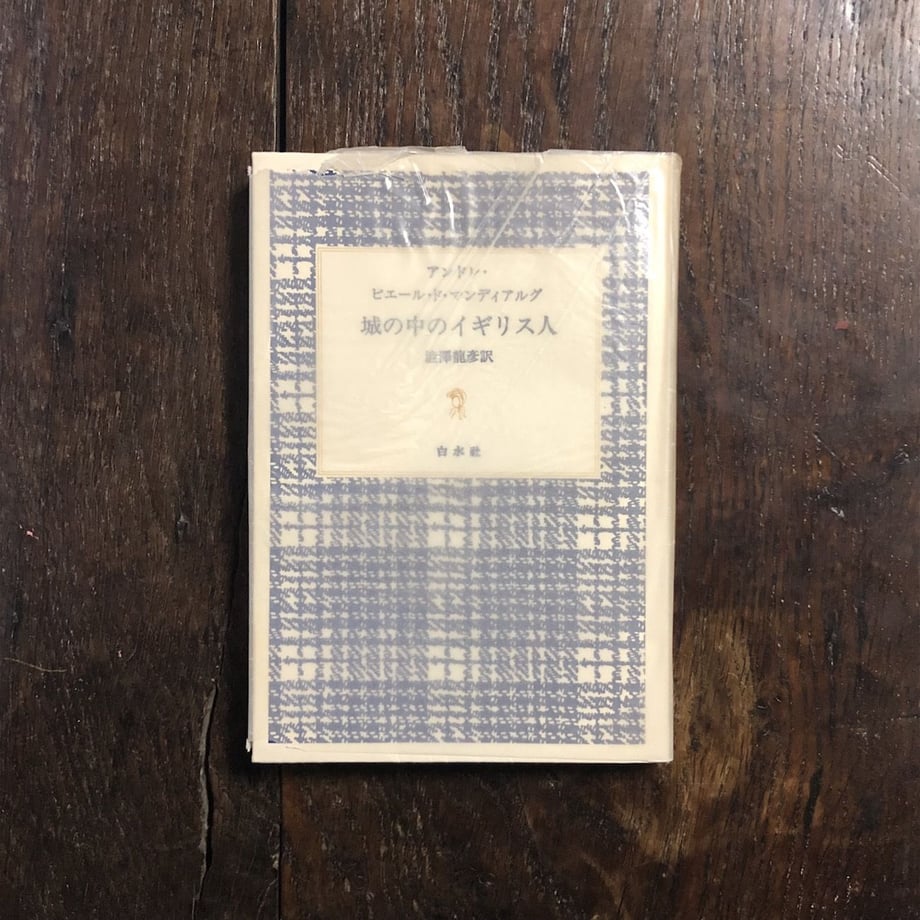 アンドレ・
ピエール・ド・マンディアルグ
城の中のイギリス人
澁澤龍彦訳
白水社